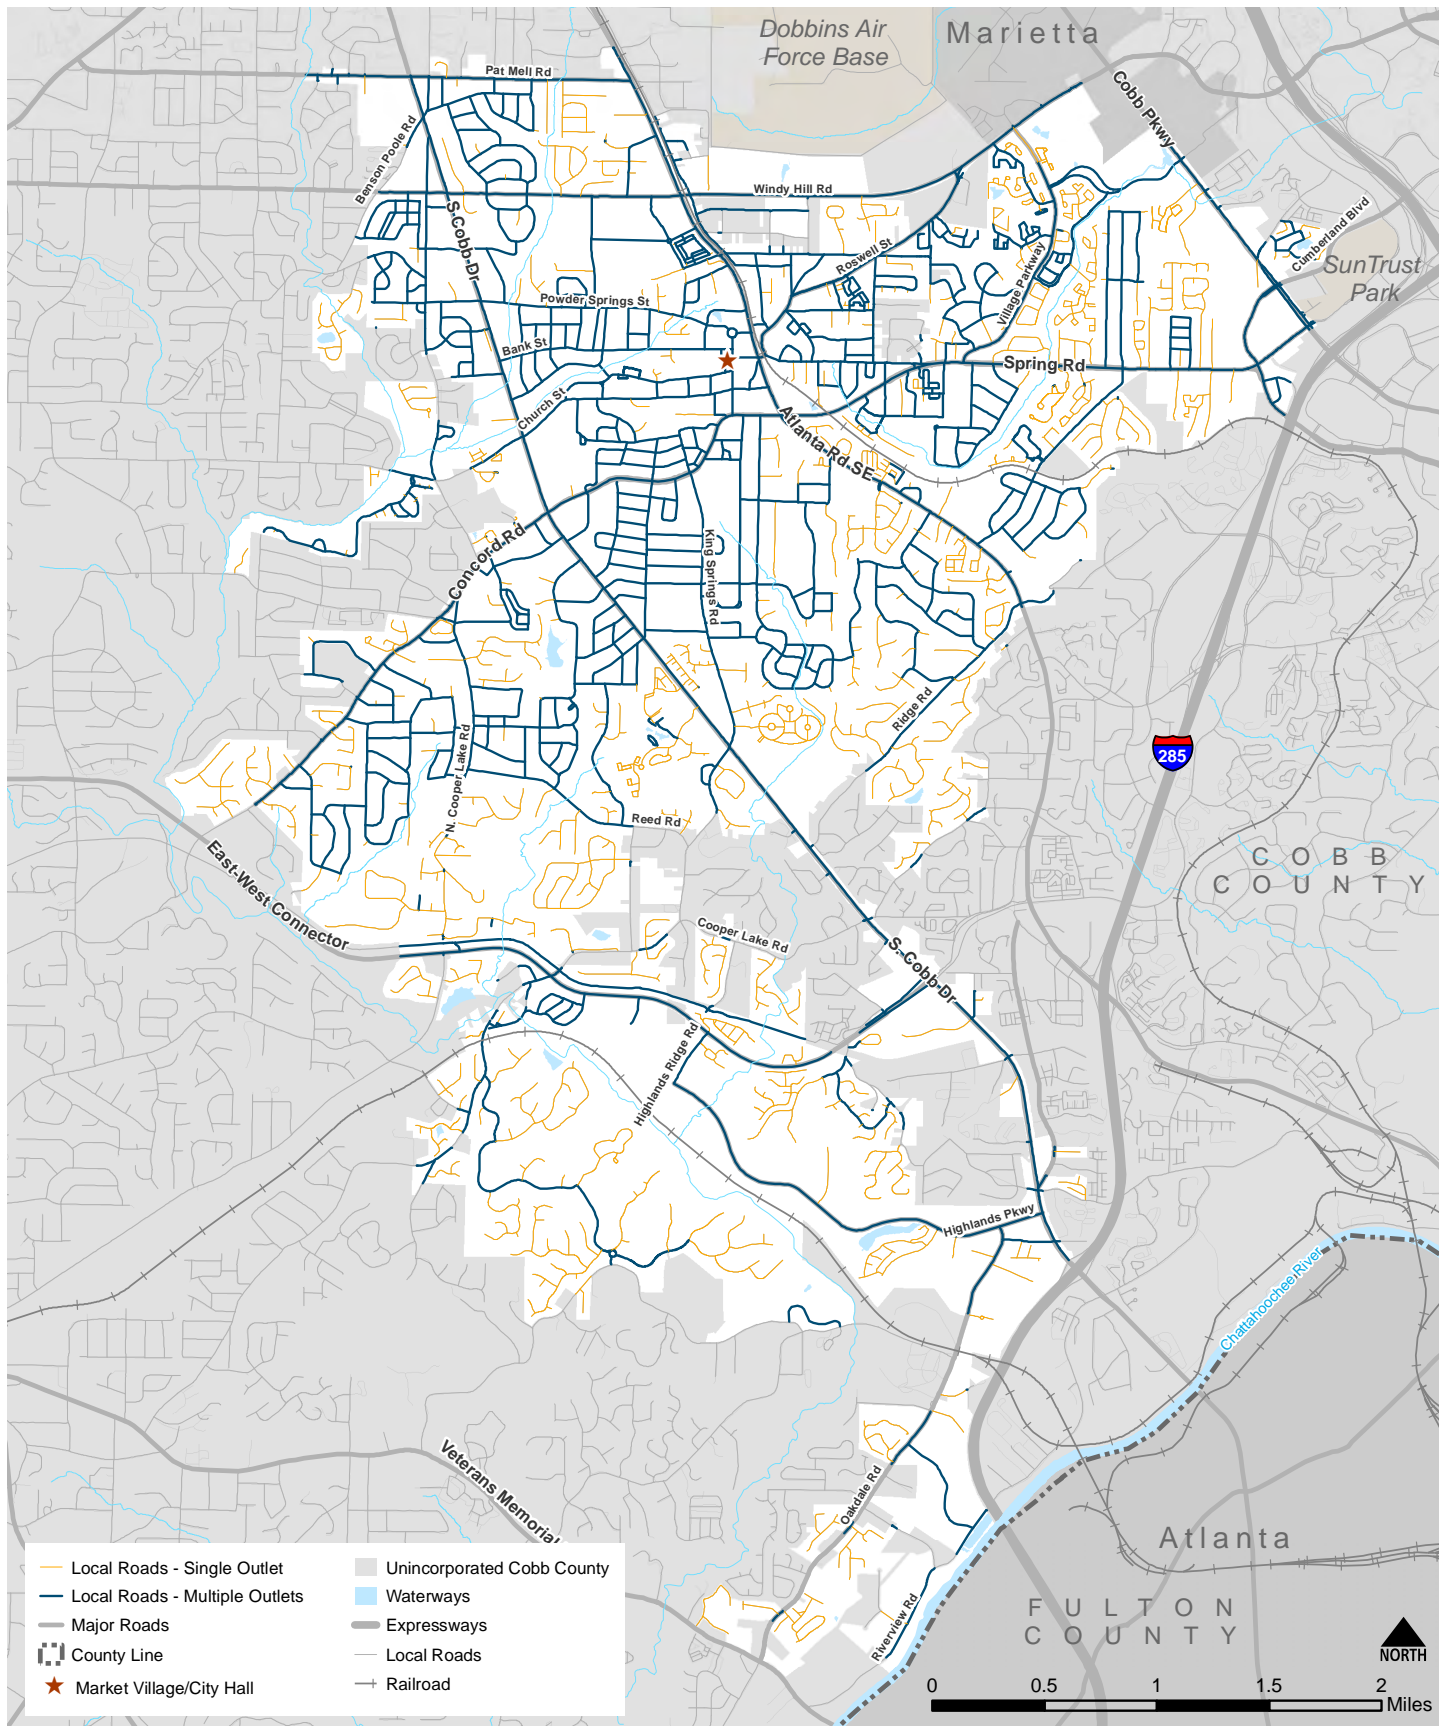 Dobbins Air
Force Base
Marietta
Pat Mell Rd
Cobb Pkwy
Benson Poole Rd
Windy Hill Rd
S Cobb Dr
Roswell St
Cumberland Blvd
SunTrust
Park
Village Parkway
Powder Springs St
Bank St
Spring Rd
Church St
Atlanta Rd SE
Concord Rd
King Springs Rd
Ridge Rd
N. Cooper Lake Rd
285
Reed Rd
East-West Connector
COBB
COUNTY
Cooper Lake Rd
S. Cobb Dr
Highlands Ridge Rd
Highlands Pkwy
Chattahoochee River
Veterans Memorial
Oakdale Rd
Atlanta
Riverview Rd
FULTON
COUNTY
Local Roads - Single Outlet
Local Roads - Multiple Outlets
Major Roads
County Line
Market Village/City Hall
Unincorporated Cobb County
Waterways
Expressways
Local Roads
Railroad
NORTH
0 0.5 1 1.5 2
Miles